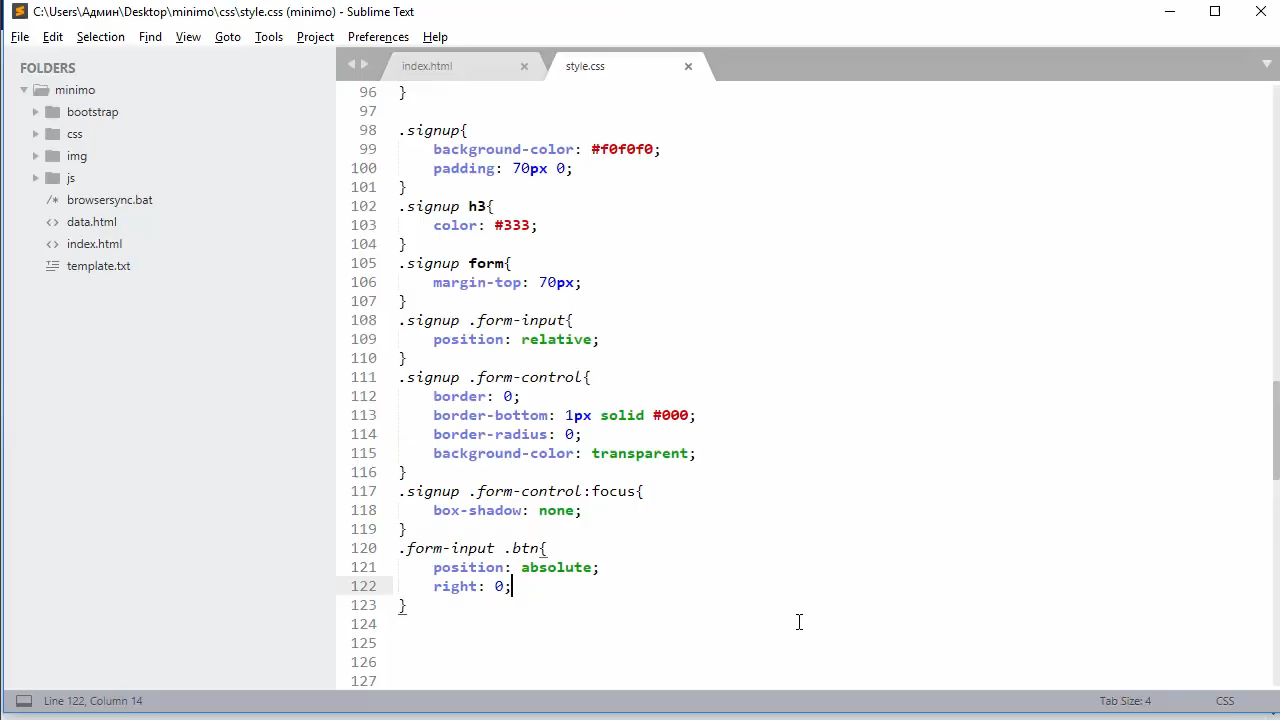 C:\Users\Админ\Desktop\minimo\css\style.css (minimo) - Sublime Text
File Edit Selection Find View Goto Tools Project Preferences Help
FOLDERS
minimo
bootstrap
css
img
js
/* browsersync.bat
<> data.html
<> index.html
template.txt
index.html × style.css ×
96 }
97
98 .signup{
99 background-color: #f0f0f0;
100 padding: 70px 0;
101 }
102 .signup h3{
103 color: #333;
104 }
105 .signup form{
106 margin-top: 70px;
107 }
108 .signup .form-input{
109 position: relative;
110 }
111 .signup .form-control{
112 border: 0;
113 border-bottom: 1px solid #000;
114 border-radius: 0;
115 background-color: transparent;
116 }
117 .signup .form-control:focus{
118 box-shadow: none;
119 }
120 .form-input .btn{
121 position: absolute;
122 right: 0;
123 }
124
125
126
127
Line 122, Column 14 Tab Size: 4 CSS